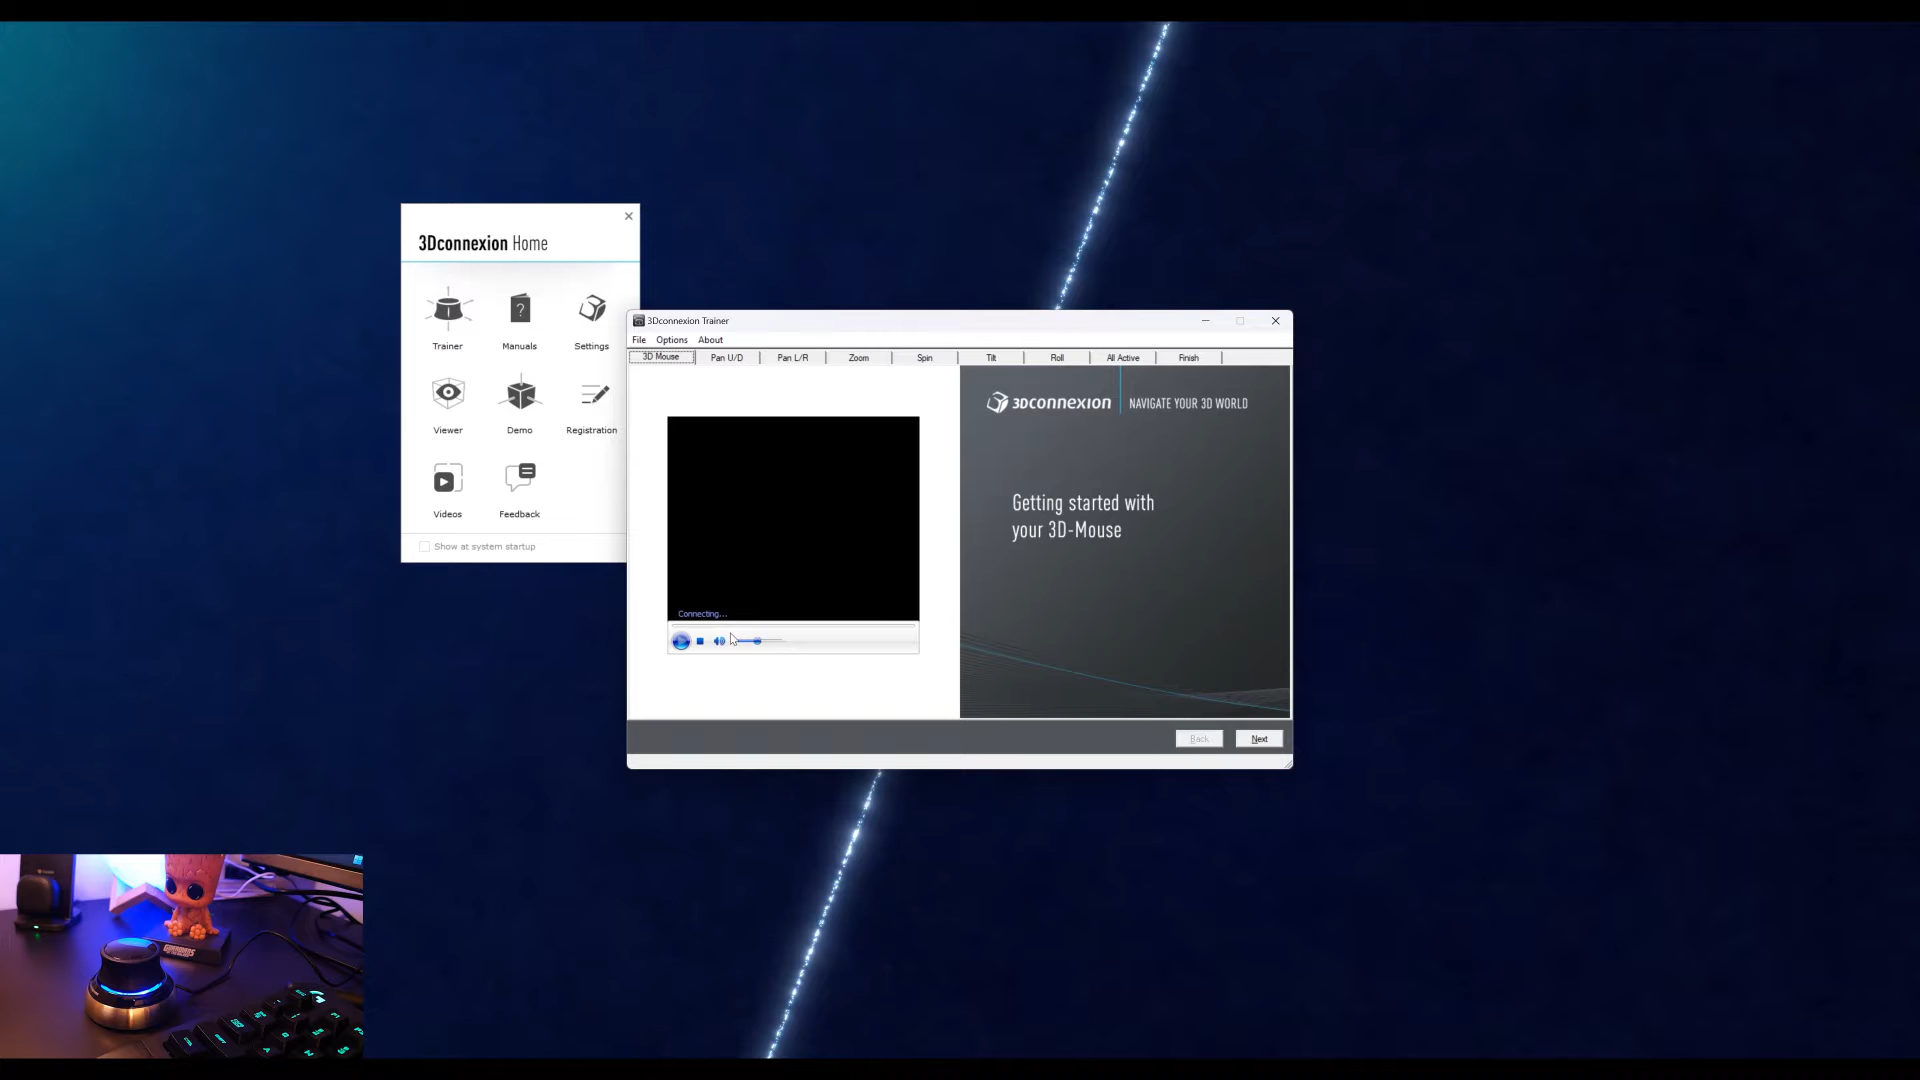 3Dconnexion Home
Trainer
Manuals
Settings
Viewer
Demo
Registration
Videos
Feedback
Show at system startup
3Dconnexion Trainer
File Options About
3D Mouse Pan U/D Pan L/R Zoom Spin Tilt Roll All Active Finish
Connecting...
3Dconnexion NAVIGATE YOUR 3D WORLD
Getting started with
your 3D-Mouse
Back Next
GUARDIANS